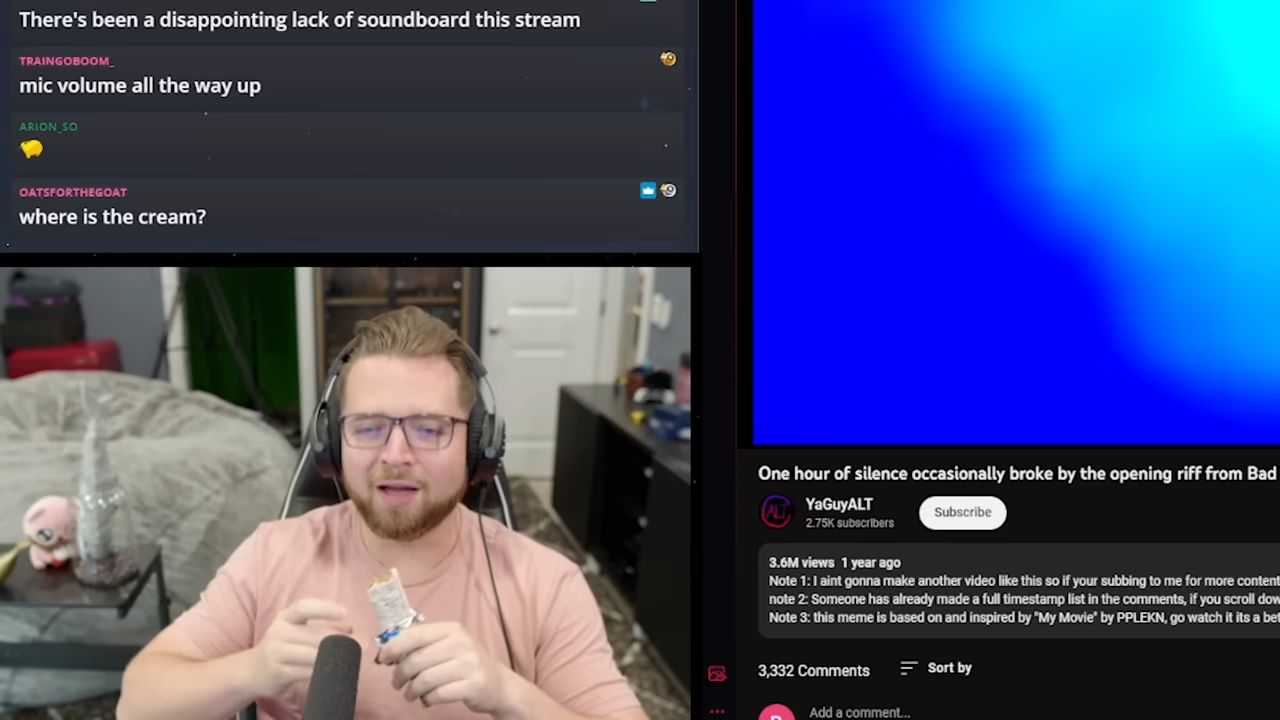 There's been a disappointing lack of soundboard this stream
TRAINGOBOOM_
mic volume all the way up
ARION_SO
OATSFORTHEGOAT
where is the cream?
One hour of silence occasionally broke by the opening riff from Bad
ALT
YaGuyALT
2.75K subscribers
Subscribe
3.6M views 1 year ago
Note 1: I aint gonna make another video like this so if your subbing to me for more content
note 2: Someone has already made a full timestamp list in the comments, if you scroll dow
Note 3: this meme is based on and inspired by "My Movie" by PPLEKN, go watch it its a bet
3,332 Comments
Sort by
Add a comment...